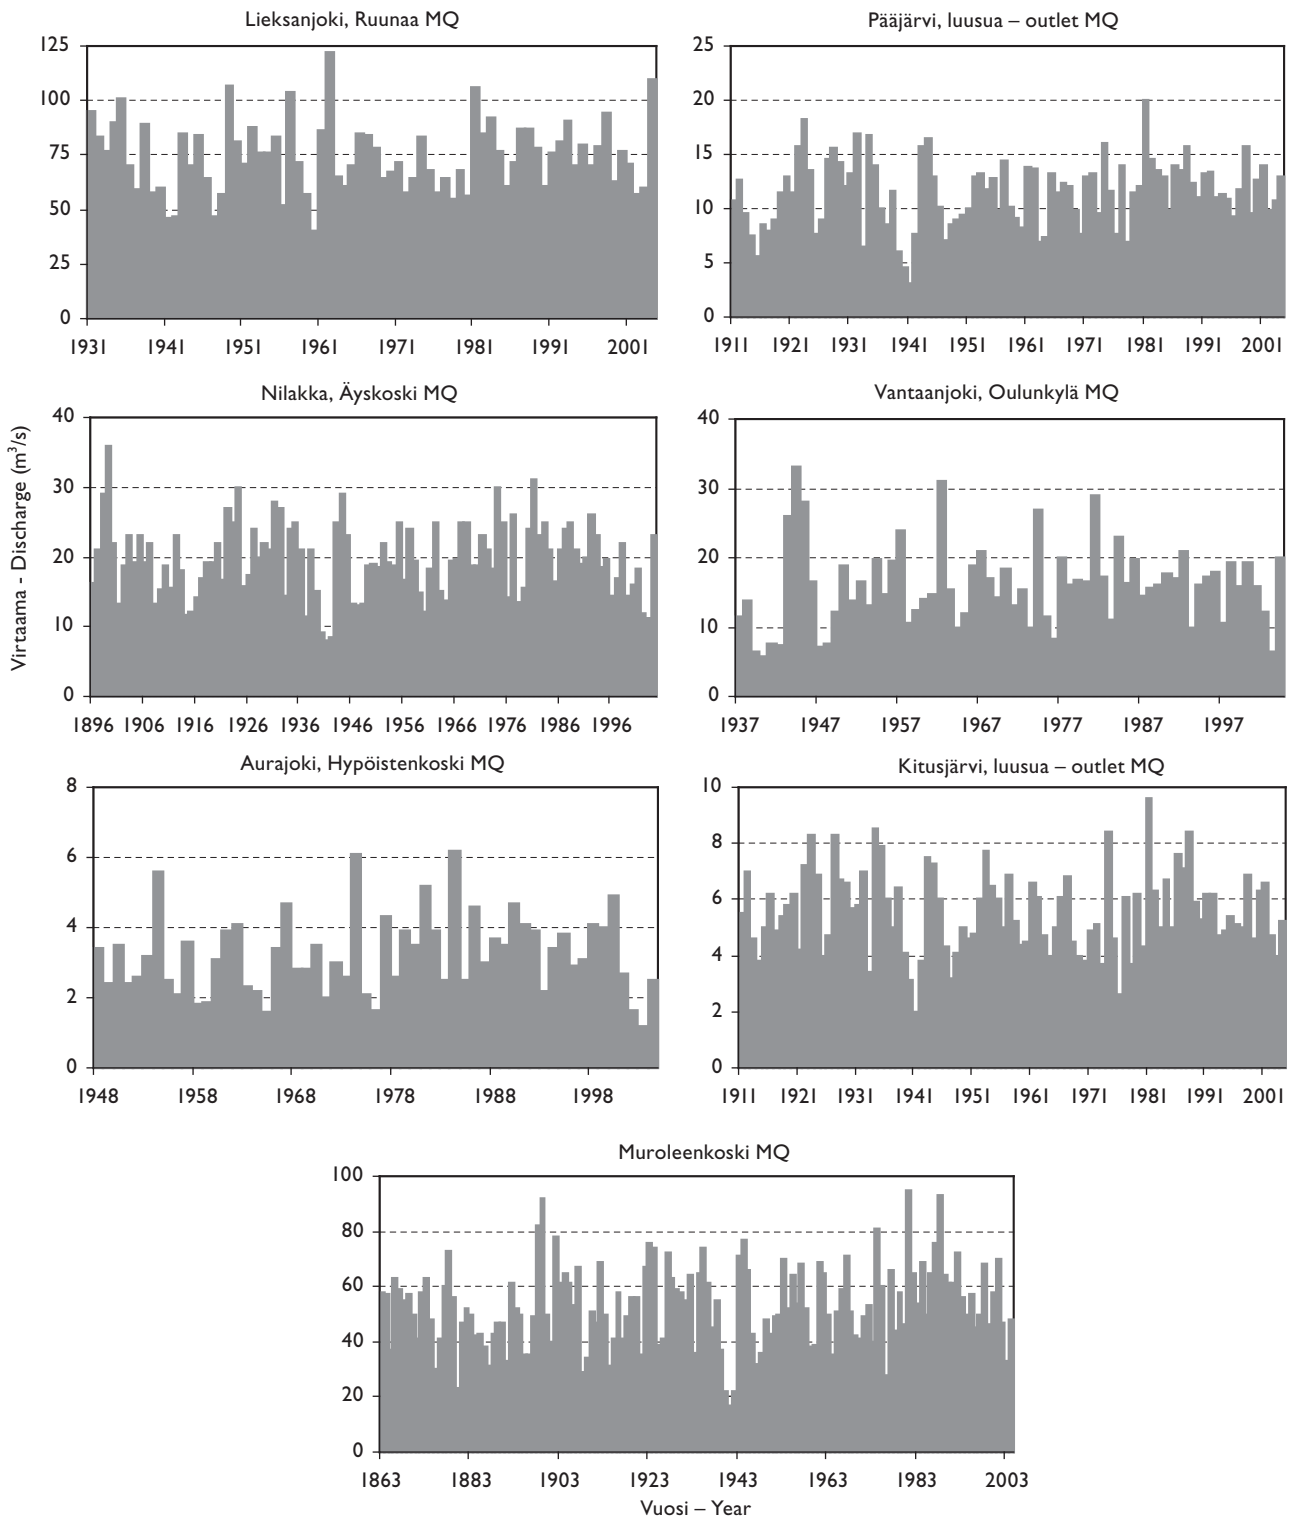 Lieksanjoki, Ruunaa MQ
125
100
75
50
25
0
1931 1941 1951 1961 1971 1981 1991 2001
Pääjärvi, luusua – outlet MQ
25
20
15
10
5
0
1911 1921 1931 1941 1951 1961 1971 1981 1991 2001
Virtaama - Discharge (m³/s)
Nilakka, Äyskoski MQ
40
30
20
10
0
1896 1906 1916 1926 1936 1946 1956 1966 1976 1986 1996
Vantaanjoki, Oulunkylä MQ
40
30
20
10
0
1937 1947 1957 1967 1977 1987 1997
Aurajoki, Hypöistenkoski MQ
8
6
4
2
0
1948 1958 1968 1978 1988 1998
Kitusjärvi, luusua – outlet MQ
10
8
6
4
2
0
1911 1921 1931 1941 1951 1961 1971 1981 1991 2001
Muroleenkoski MQ
100
80
60
40
20
0
1863 1883 1903 1923 1943 1963 1983 2003
Vuosi – Year